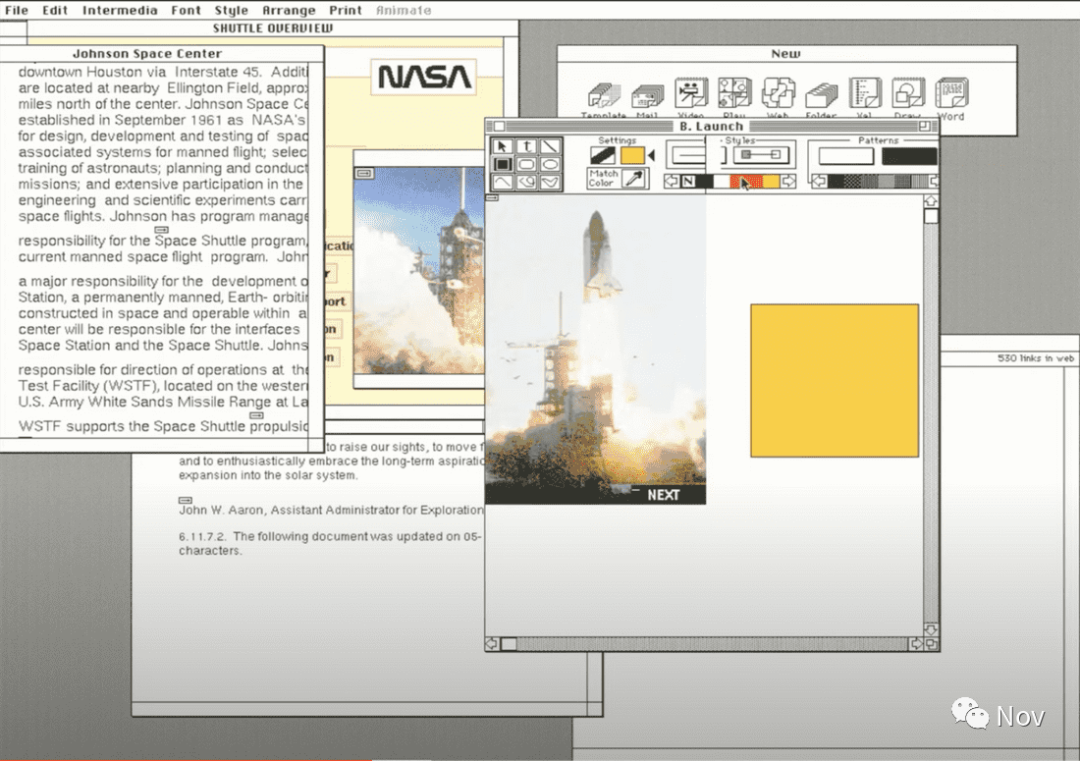 File Edit Intermedia Font Style Arrange Print Animate
SHUTTLE OVERVIEW
Johnson Space Center
downtown Houston via Interstate 45. Additi
are located at nearby Ellington Field, approx
miles north of the center. Johnson Space Ce
established in September 1961 as NASA's
for design, development and testing of spac
associated systems for manned flight; selec
training of astronauts; planning and conduct
missions; and extensive participation in the
engineering and scientific experiments carr
space flights. Johnson has program manage
responsibility for the Space Shuttle program,
current manned space flight program. John
a major responsibility for the development o
Station, a permanently manned, Earth- orbitin
constructed in space and operable within a
center will be responsible for the interfaces
Space Station and the Space Shuttle. Johns
responsible for direction of operations at the
Test Facility (WSTF), located on the western
U.S. Army White Sands Missile Range at La
WSTF supports the Space Shuttle propulsio
NASA
icatio
r
ort
on
n
New
Template Mail Video Play Web Folder Val Draw Word
B. Launch
Settings
Styles
Patterns
Match
Color
N
NEXT
530 links in web
to raise our sights, to move f
and to enthusiastically embrace the long-term aspiratio
expansion into the solar system.
John W. Aaron, Assistant Administrator for Exploration
6.11.7.2. The following document was updated on 05-
characters.
Nov